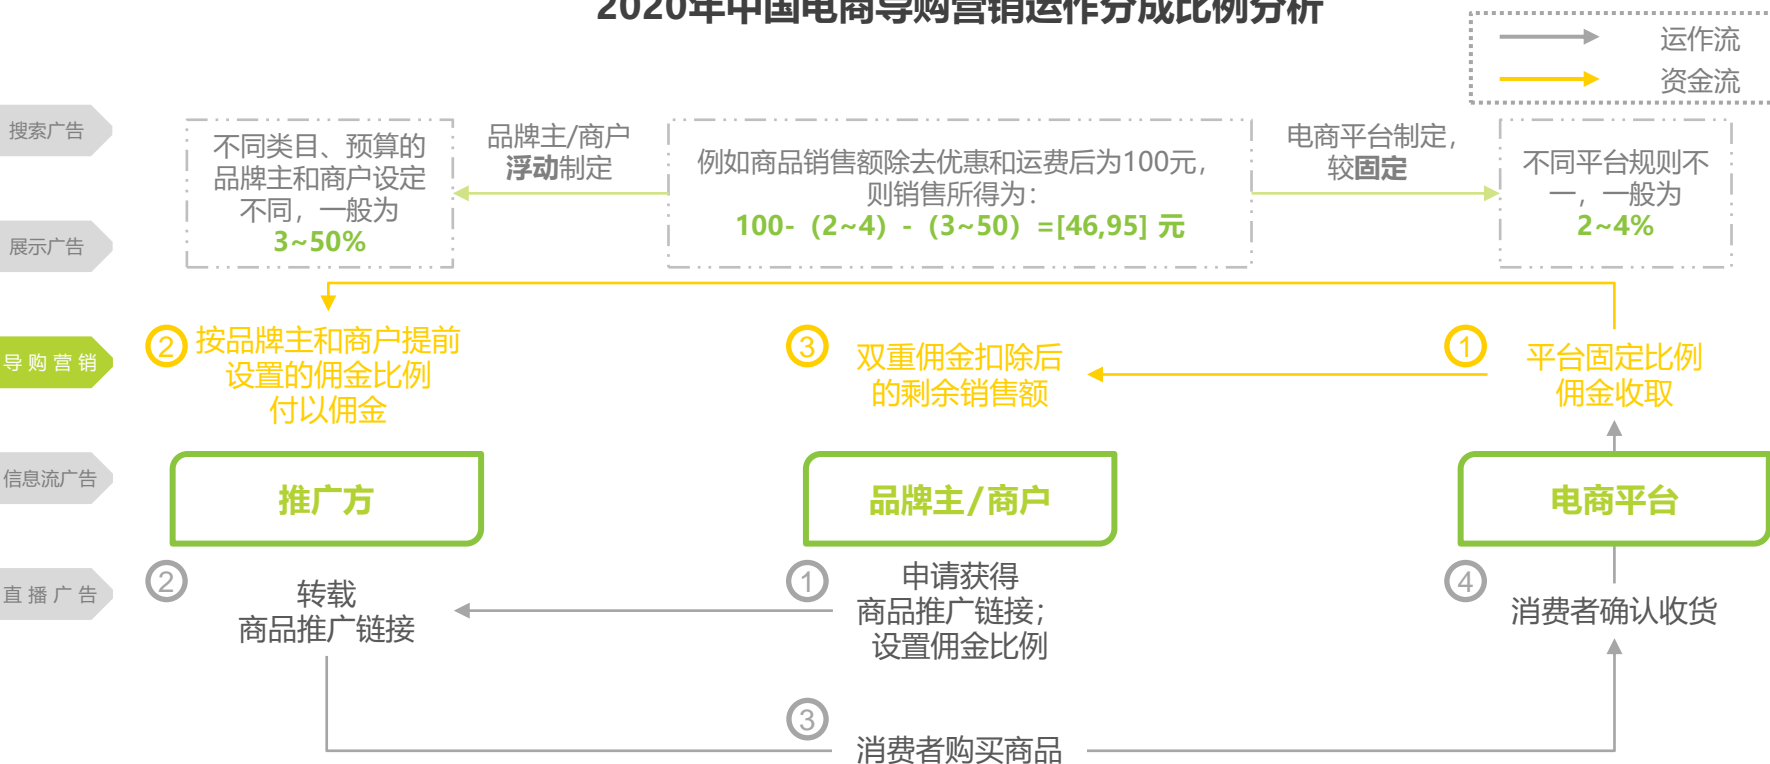 2020年中国电商导购营销运作分成比例分析
运作流
资金流
搜索广告
展示广告
导购营销
信息流广告
直播广告
不同类目、预算的
品牌主和商户设定
不同，一般为
3~50%
品牌主/商户
浮动制定
例如商品销售额除去优惠和运费后为100元，
则销售所得为：
100-（2~4）-（3~50）=[46,95] 元
电商平台制定，
较固定
不同平台规则不
一，一般为
2~4%
②
按品牌主和商户提前
设置的佣金比例
付以佣金
③
双重佣金扣除后
的剩余销售额
①
平台固定比例
佣金收取
推广方
品牌主/商户
电商平台
②
转载
商品推广链接
①
申请获得
商品推广链接；
设置佣金比例
④
消费者确认收货
③
消费者购买商品